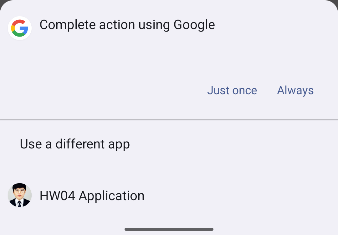 Complete action using Google
Just once Always
Use a different app
HW04 Application